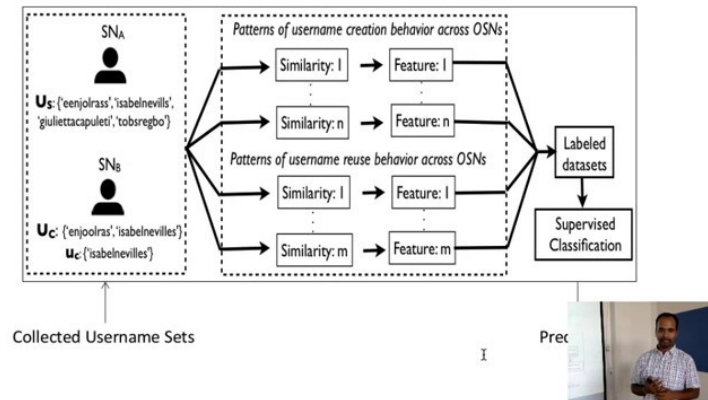 SNA
Us: {'eenjolrass','isabelnevills',
'giuliettacapuleti','tobsregbo'}
SNB
Uc: {'enjoolras','isabelnevilles'}
uc:{'isabelnevilles'}
Patterns of username creation behavior across OSNs
Similarity: 1
Feature: 1
Similarity: n
Feature: n
Patterns of username reuse behavior across OSNs
Similarity: 1
Feature: 1
Similarity: m
Feature: m
Labeled
datasets
Supervised
Classification
Collected Username Sets